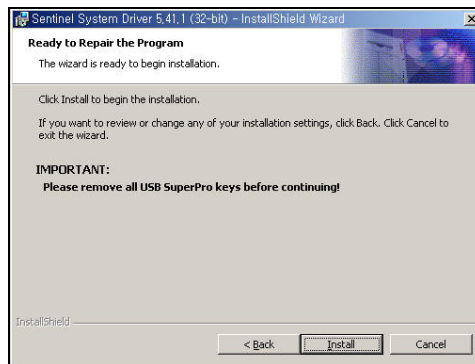 Sentinel System Driver 5.41.1 (32-bit) - InstallShield Wizard
Ready to Repair the Program
The wizard is ready to begin installation.
Click Install to begin the installation.
If you want to review or change any of your installation settings, click Back. Click Cancel to
exit the wizard.
IMPORTANT:
Please remove all USB SuperPro keys before continuing!
InstallShield
< Back
Install
Cancel